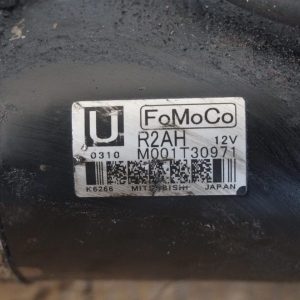 U FoMoCo
R2AH 12V
0310 M001T30971
K6266 MITSUBISHI JAPAN